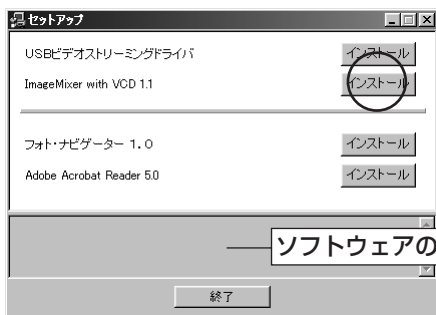 セットアップ
USBビデオストリーミングドライバ インストール
ImageMixer with VCD 1.1 インストール
フォト・ナビゲーター 1.0 インストール
Adobe Acrobat Reader 5.0 インストール
ソフトウェアの
終了